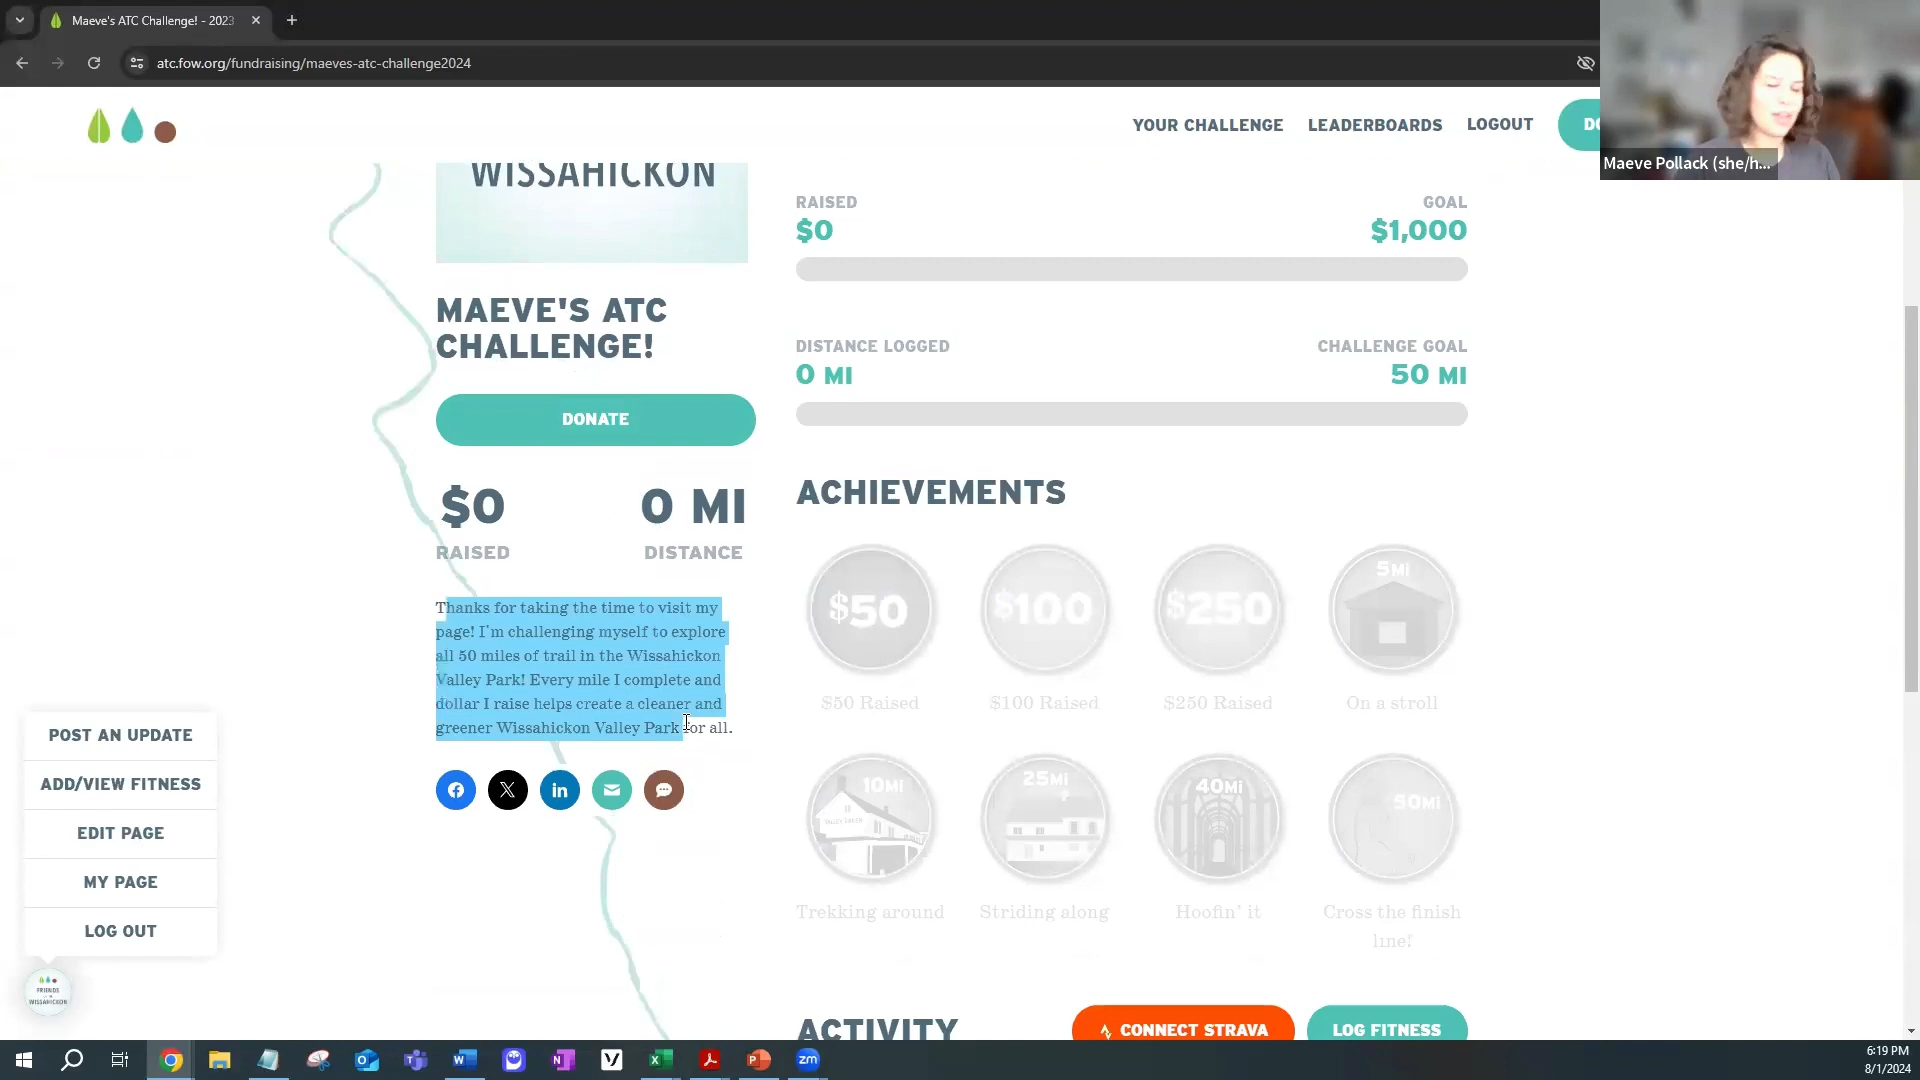 Maeve's ATC Challenge! - 2023
atc.fow.org/fundraising/maeves-atc-challenge2024
YOUR CHALLENGE
LEADERBOARDS
LOGOUT
Maeve Pollack (she/h...
WISSAHICKON
RAISED
GOAL
$0
$1,000
MAEVE'S ATC
CHALLENGE!
DISTANCE LOGGED
CHALLENGE GOAL
0 MI
50 MI
DONATE
$0
0 MI
RAISED
DISTANCE
ACHIEVEMENTS
$50
$100
$250
5Mi
$50 Raised
$100 Raised
$250 Raised
On a stroll
Thanks for taking the time to visit my
page! I'm challenging myself to explore
all 50 miles of trail in the Wissahickon
Valley Park! Every mile I complete and
dollar I raise helps create a cleaner and
greener Wissahickon Valley Park for all.
10Mi
25Mi
40Mi
50Mi
Trekking around
Striding along
Hoofin' it
Cross the finish
line!
POST AN UPDATE
ADD/VIEW FITNESS
EDIT PAGE
MY PAGE
LOG OUT
FRIENDS
WISSAHICKON
ACTIVITY
CONNECT STRAVA
LOG FITNESS
6:19 PM
8/1/2024